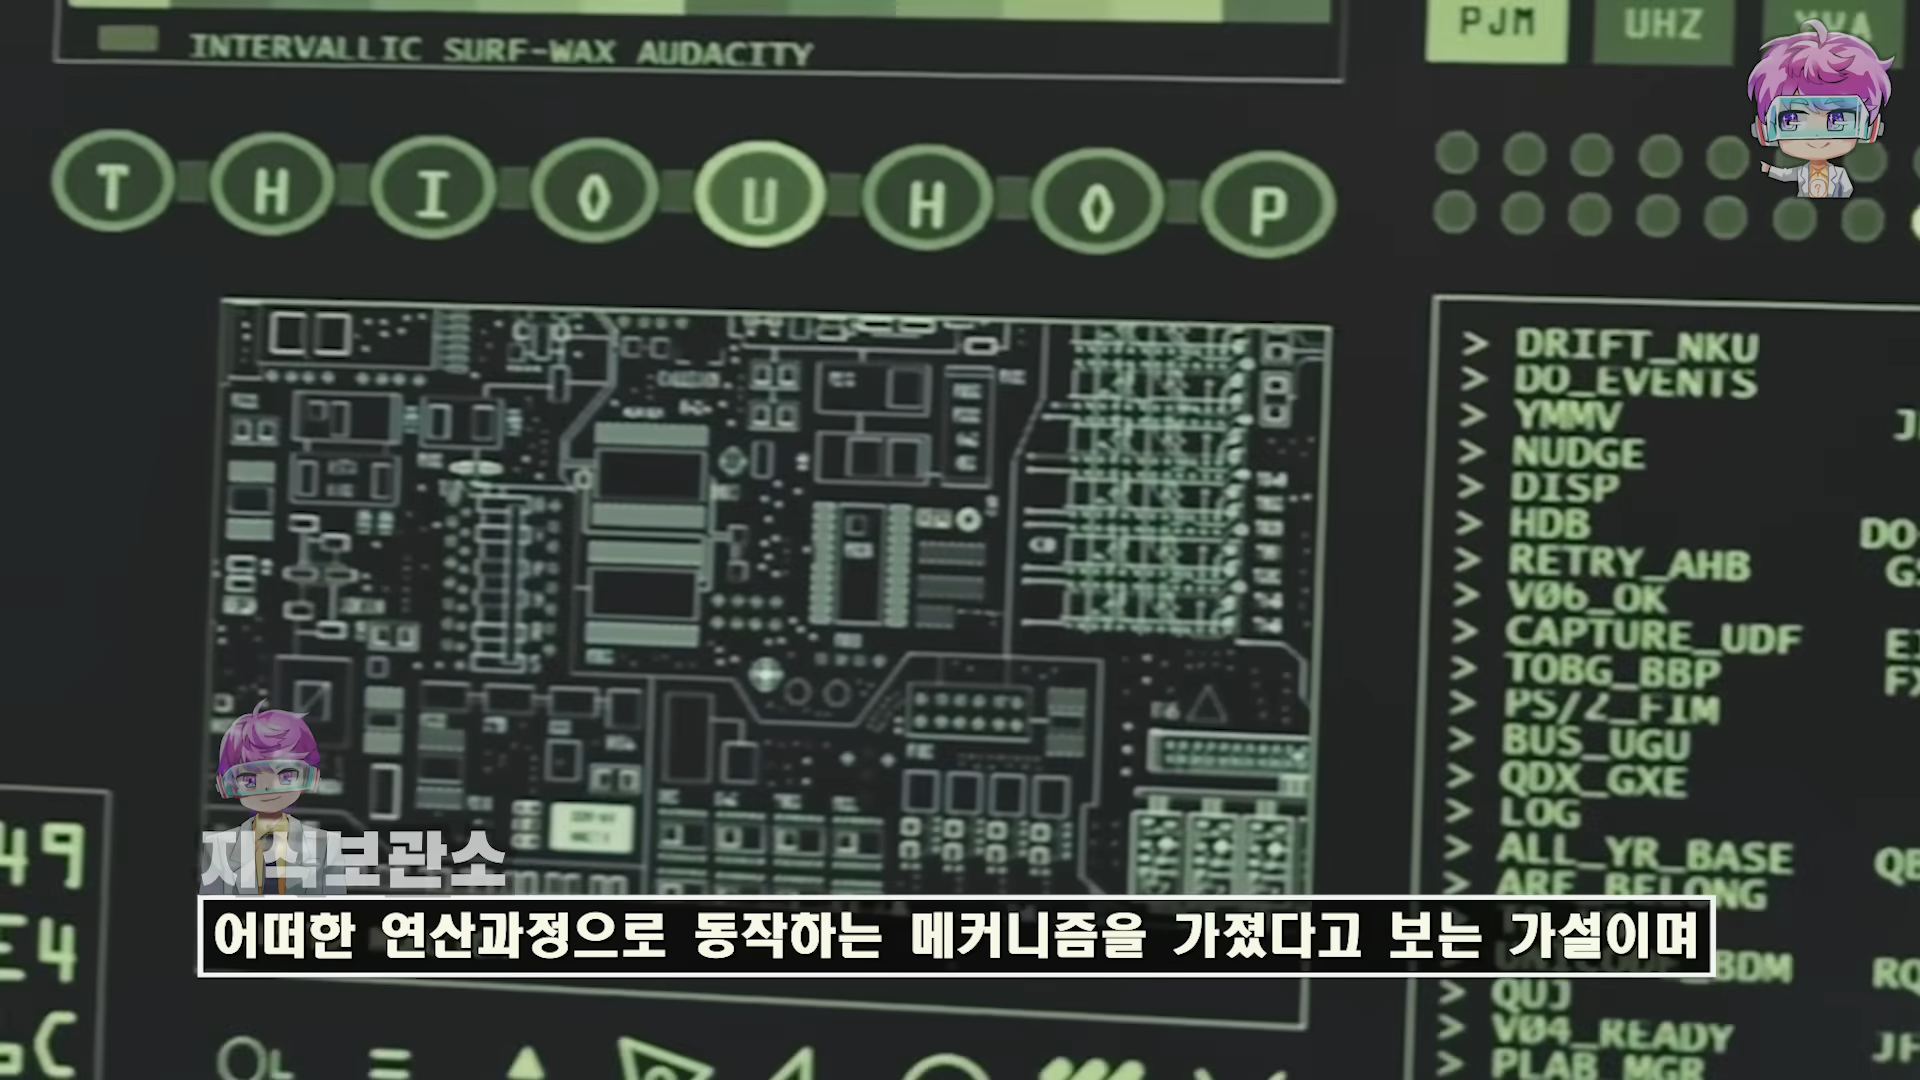 INTERVALLIC SURF-WAX AUDACITY
PJM
UHZ
T H I O U H O P
> DRIFT_NKU
> DO_EVENTS
> YMMV
> NUDGE
> DISP
> HDB
> RETRY_AHB
> V06_OK
> CAPTURE_UDF
> TOBG_BBP
> PS/2_FIM
> BUS_UGU
> QDX_GXE
> LOG
> ALL_YR_BASE
> ARE_BELONG
> QUJ
> V04_READY
> PLAB_MGR
49
E4
지식보관소
어떠한 연산과정으로 동작하는 메커니즘을 가졌다고 보는 가설이며